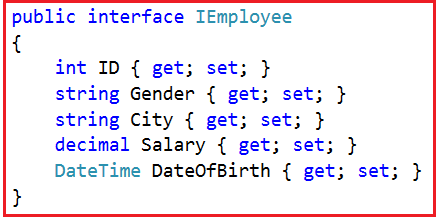 public interface IEmployee
{
    int ID { get; set; }
    string Gender { get; set; }
    string City { get; set; }
    decimal Salary { get; set; }
    DateTime DateOfBirth { get; set; }
}